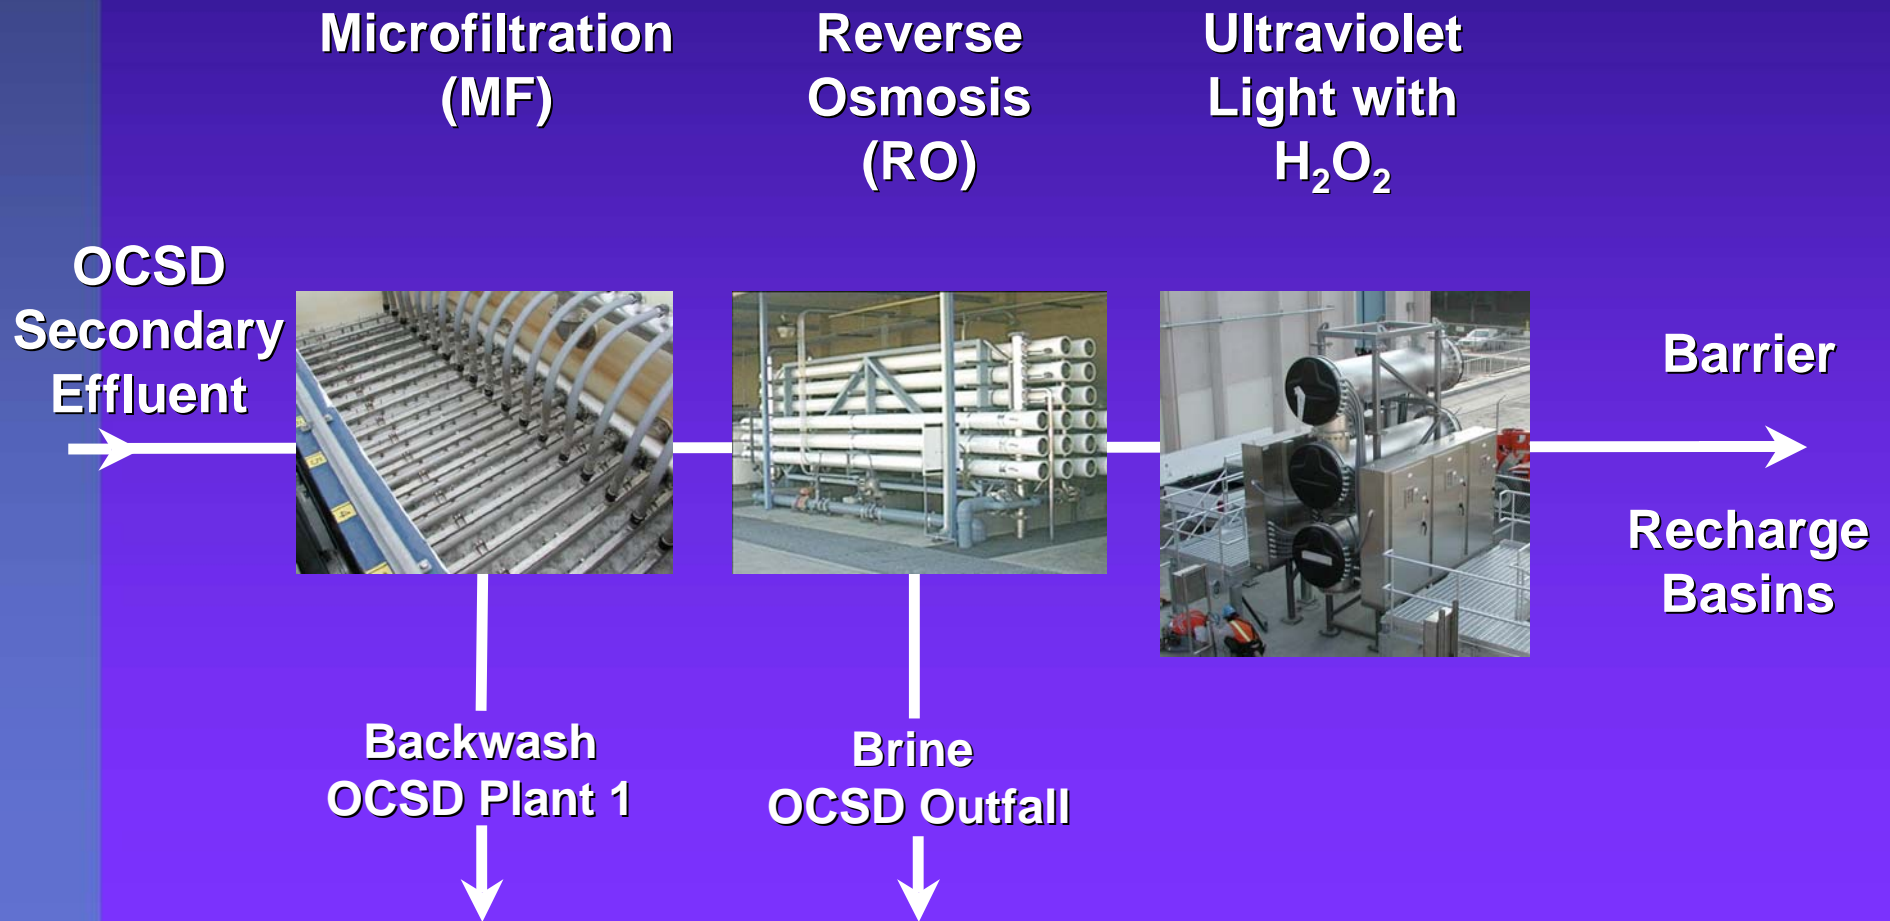 Microfiltration
(MF)
Reverse
Osmosis
(RO)
Ultraviolet
Light with
H₂O₂
OCSD
Secondary
Effluent
Barrier
Recharge
Basins
Backwash
OCSD Plant 1
Brine
OCSD Outfall